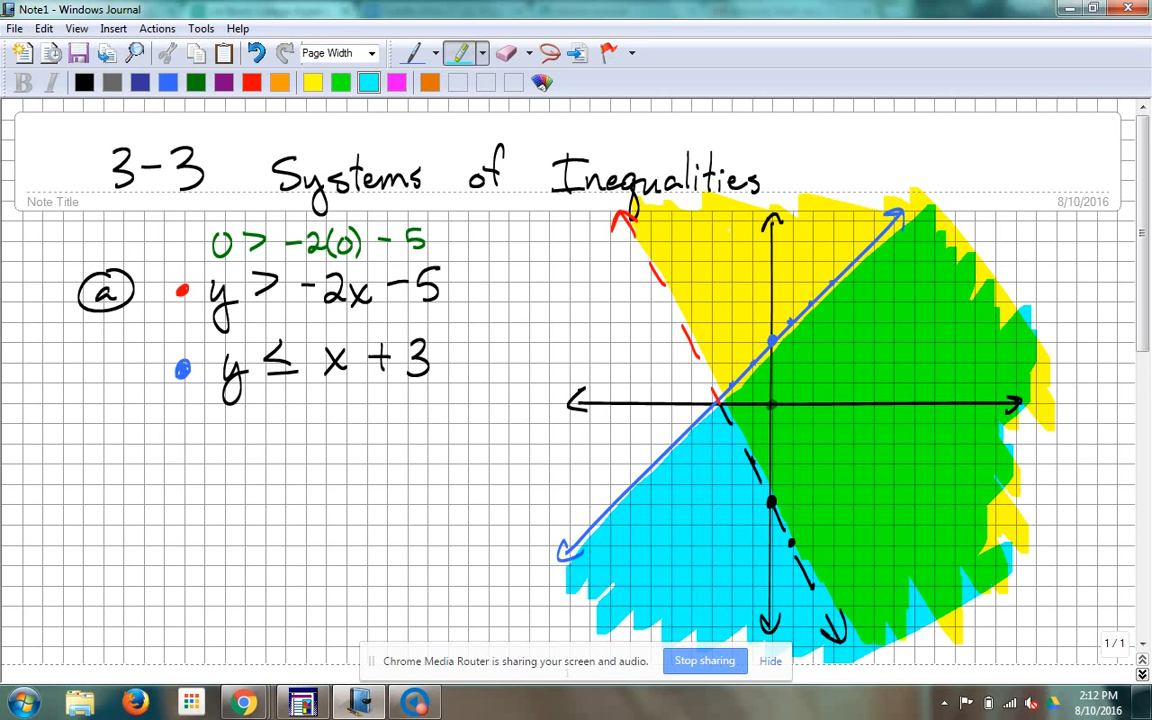 Note1 - Windows Journal
File Edit View Insert Actions Tools Help
Page Width
B I
3-3 Systems of Inequalities
Note Title
8/10/2016
0 > -2(0) - 5
a y > -2x - 5
y ≤ x + 3
1/1
Chrome Media Router is sharing your screen and audio. Stop sharing Hide
2:12 PM
8/10/2016